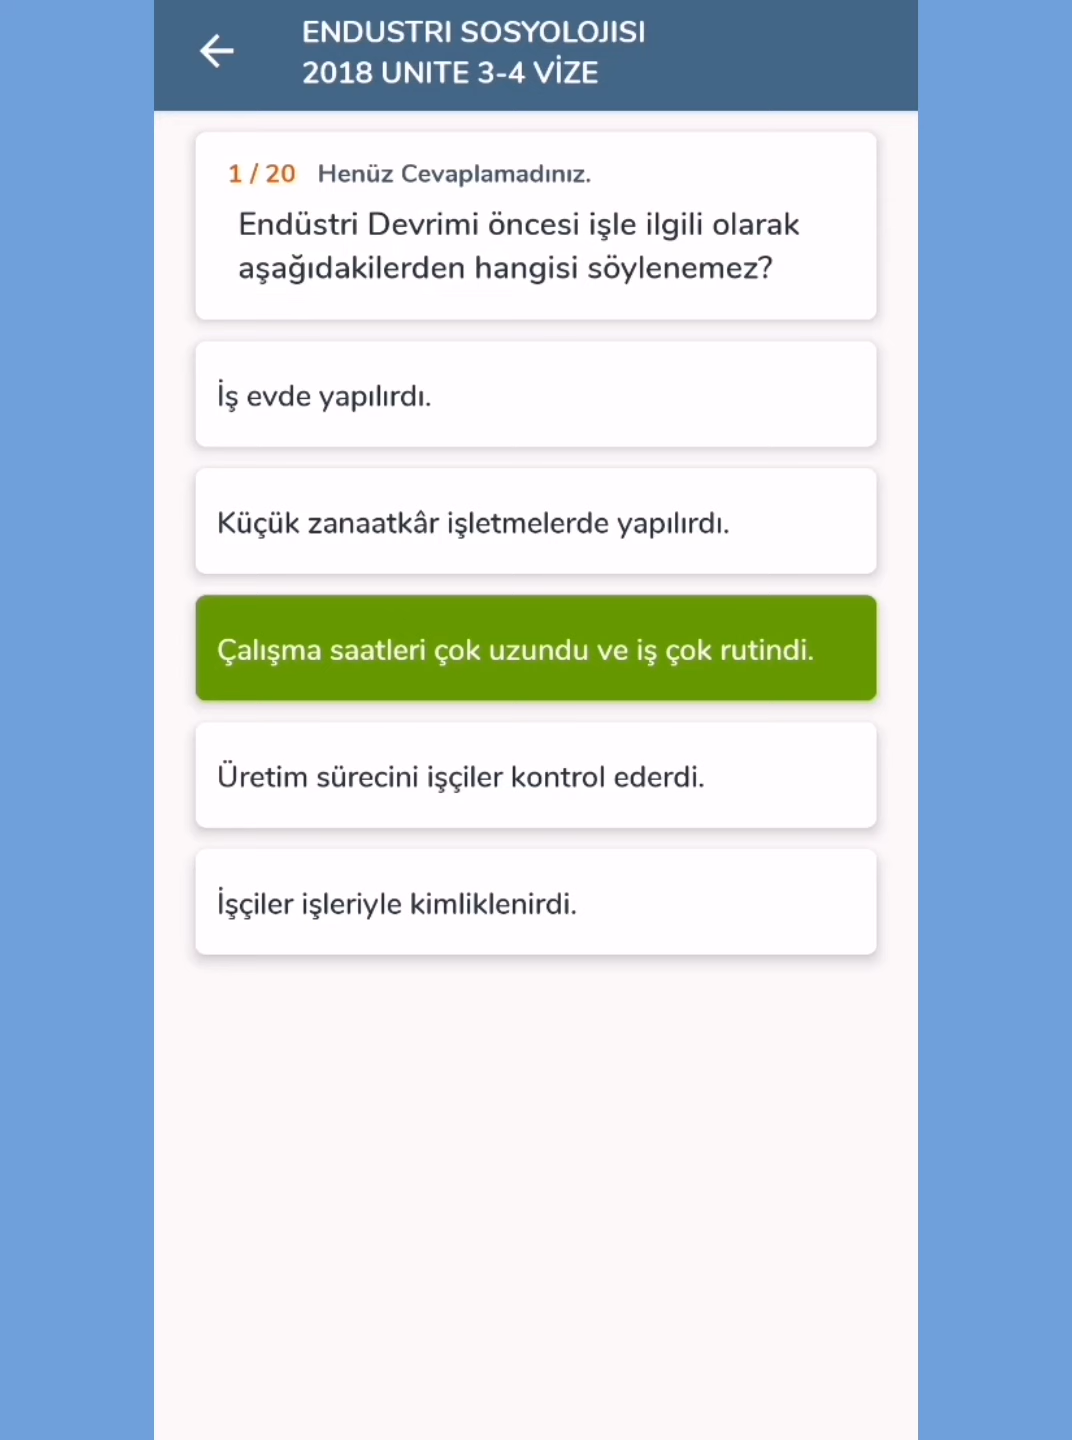 ENDUSTRI SOSYOLOJISI
2018 UNITE 3-4 VİZE
1 / 20 Henüz Cevaplamadınız.
Endüstri Devrimi öncesi işle ilgili olarak
aşağıdakilerden hangisi söylenemez?
İş evde yapılırdı.
Küçük zanaatkâr işletmelerde yapılırdı.
Çalışma saatleri çok uzundu ve iş çok rutindi.
Üretim sürecini işçiler kontrol ederdi.
İşçiler işleriyle kimliklenirdi.